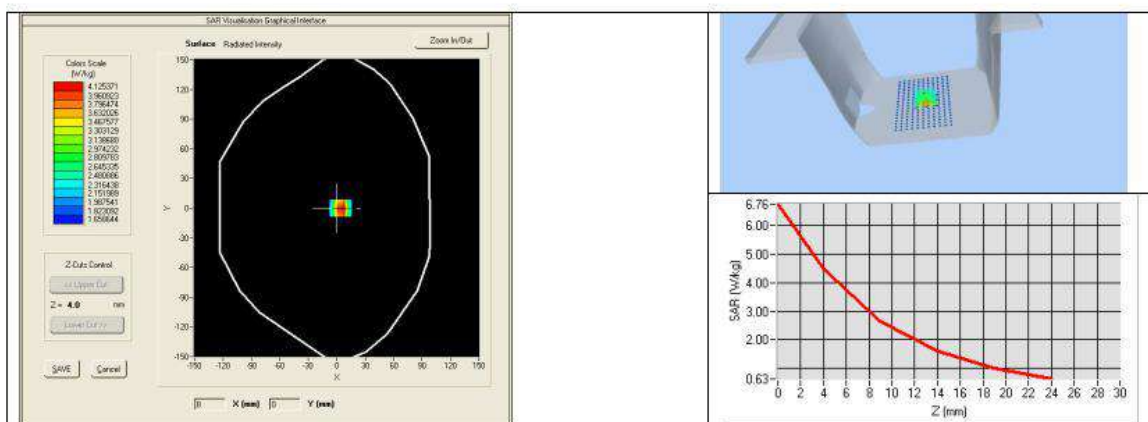 SAR Visualisation Graphical Interface
Surface Radiated Intensity
Zoom In/Out
Colors Scale
(W/kg)
4.125371
3.960923
3.796474
3.632026
3.467577
3.303129
3.138680
2.974232
2.809783
2.645335
2.480886
2.316438
2.151989
1.987541
1.823092
1.658644
Z-Cuts Control
<< Upper Cut
Z = 4.0 mm
Lower Cut >>
SAVE Cancel
150
120
90
60
30
0
-30
-60
-90
-120
-150
Y
-150 -120 -90 -60 -30 0 30 60 90 120 150
X
X (mm) 0 Y (mm)
6.76
6.00
5.00
4.00
3.00
2.00
0.63
SAR (W/kg)
0 2 4 6 8 10 12 14 16 18 20 22 24 26 28 30
Z (mm)